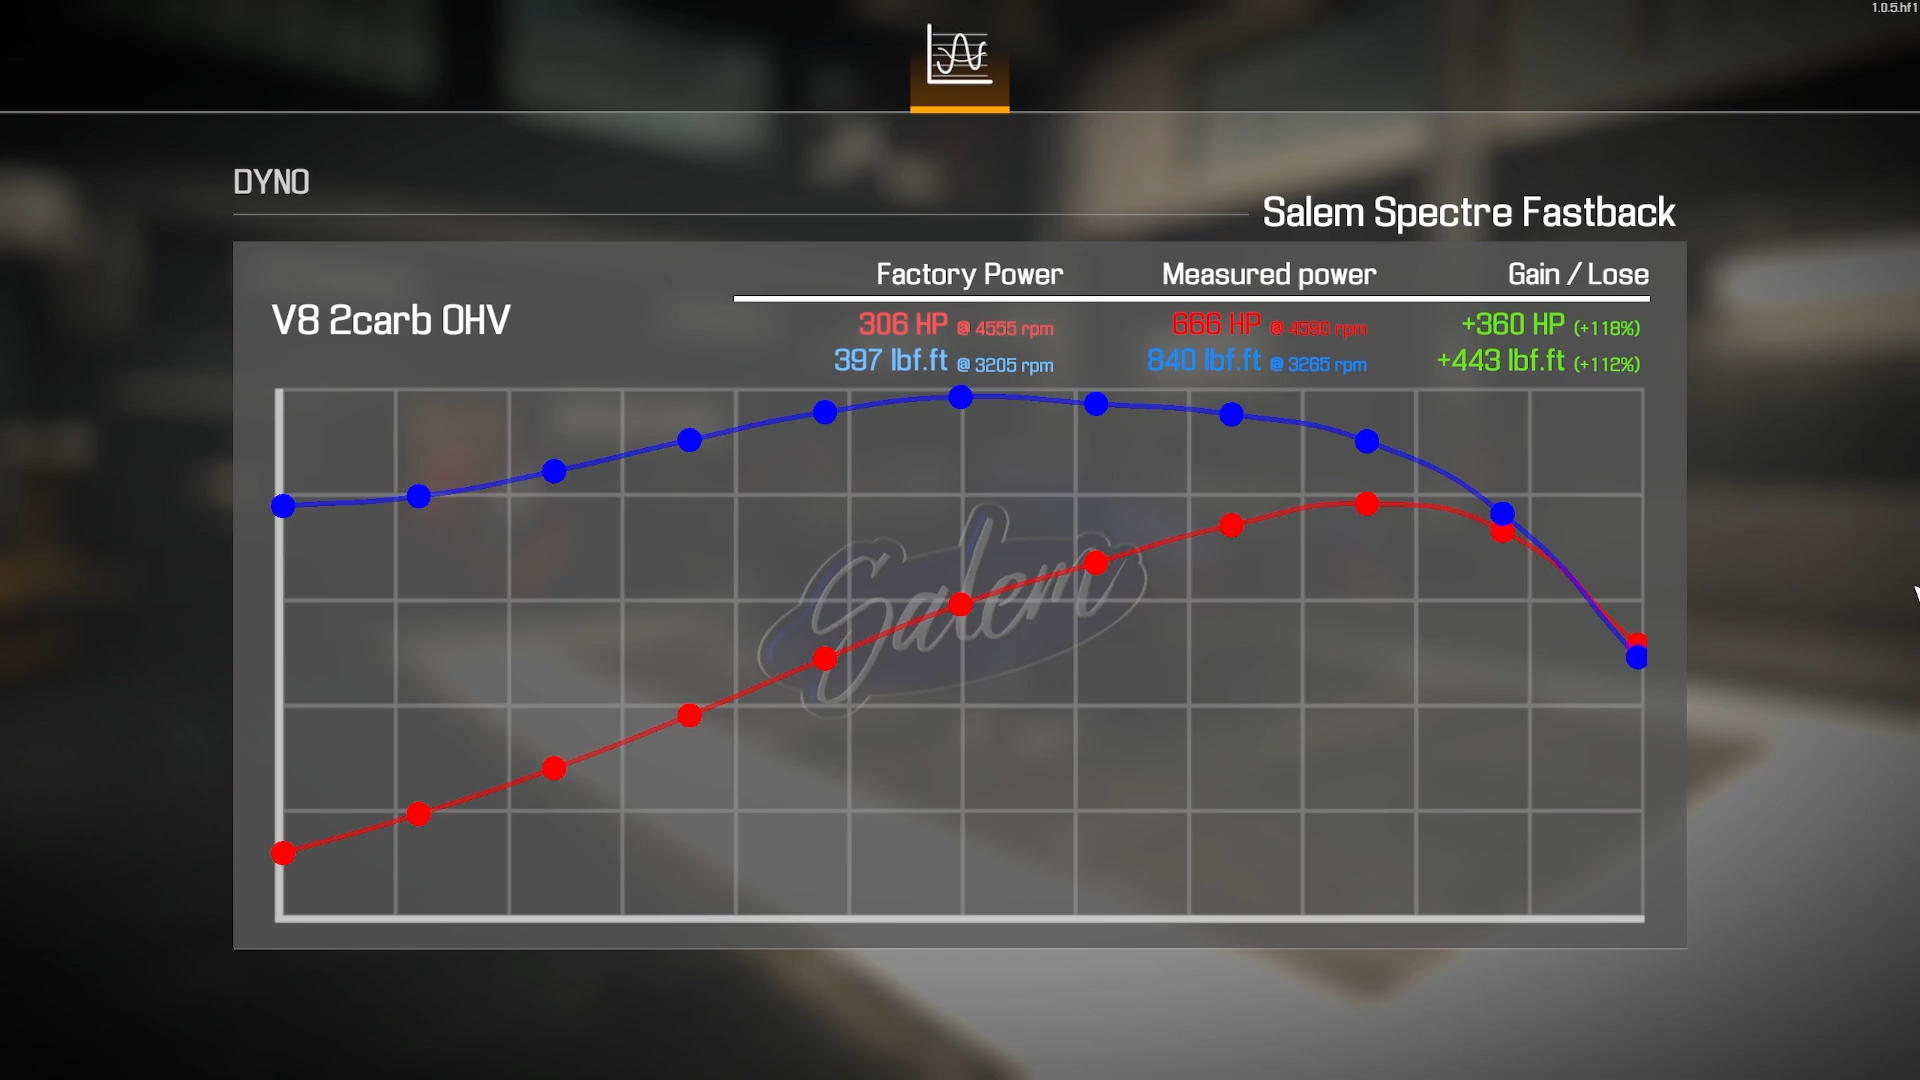 1.0.5.hf1
DYNO
Salem Spectre Fastback
Factory Power Measured power Gain / Lose
V8 2carb OHV
306 HP @ 4555 rpm 666 HP @ 4590 rpm +360 HP (+118%)
397 lbf.ft @ 3205 rpm 840 lbf.ft @ 3265 rpm +443 lbf.ft (+112%)
Salem